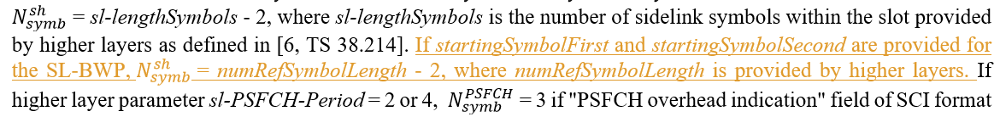 N_{symb}^{sh} = sl-lengthSymbols - 2, where sl-lengthSymbols is the number of sidelink symbols within the slot provided
by higher layers as defined in [6, TS 38.214]. If startingSymbolFirst and startingSymbolSecond are provided for
the SL-BWP, N_{symb}^{sh} = numRefSymbolLength - 2, where numRefSymbolLength is provided by higher layers. If
higher layer parameter sl-PSFCH-Period = 2 or 4, N_{symb}^{PSFCH} = 3 if "PSFCH overhead indication" field of SCI format